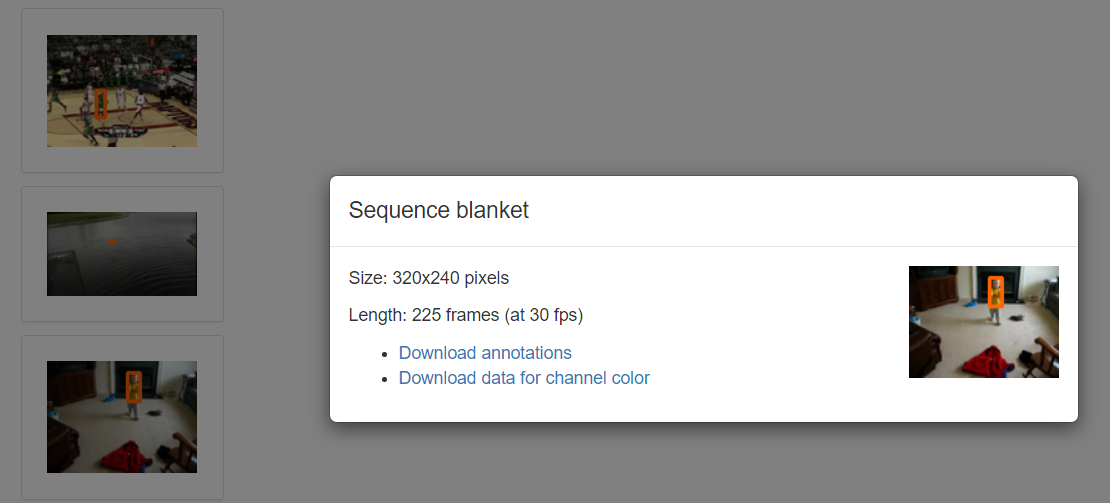 Sequence blanket
Size: 320x240 pixels
Length: 225 frames (at 30 fps)
Download annotations
Download data for channel color